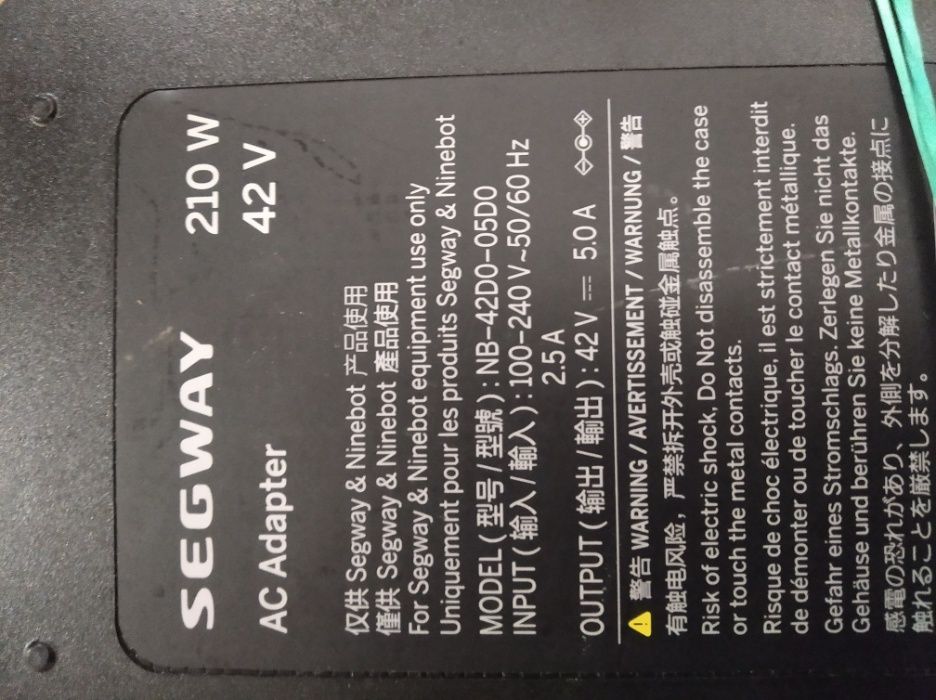 SEGWAY 210 W
AC Adapter 42 V
仅供 Segway & Ninebot 产品使用
僅供 Segway & Ninebot 產品使用
For Segway & Ninebot equipment use only
Uniquement pour les produits Segway & Ninebot
MODEL ( 型号 / 型號 ) : NB-42D0-05D0
INPUT ( 输入 / 輸入 ) : 100-240 V~50/60 Hz
2.5 A
OUTPUT ( 输出 / 輸出 ) : 42 V ⎓ 5.0 A
警告 WARNING / AVERTISSEMENT / WARNUNG / 警告
有触电风险，严禁拆开外壳或触碰金属触点。
Risk of electric shock, Do Not disassemble the case
or touch the metal contacts.
Risque de choc électrique, il est strictement interdit
de démonter ou de toucher le contact métallique.
Gefahr eines Stromschlags. Zerlegen Sie nicht das
Gehäuse und berühren Sie keine Metallkontakte.
感電の恐れがあり、外側を分解したり金属の接点に
触れることを厳禁します。